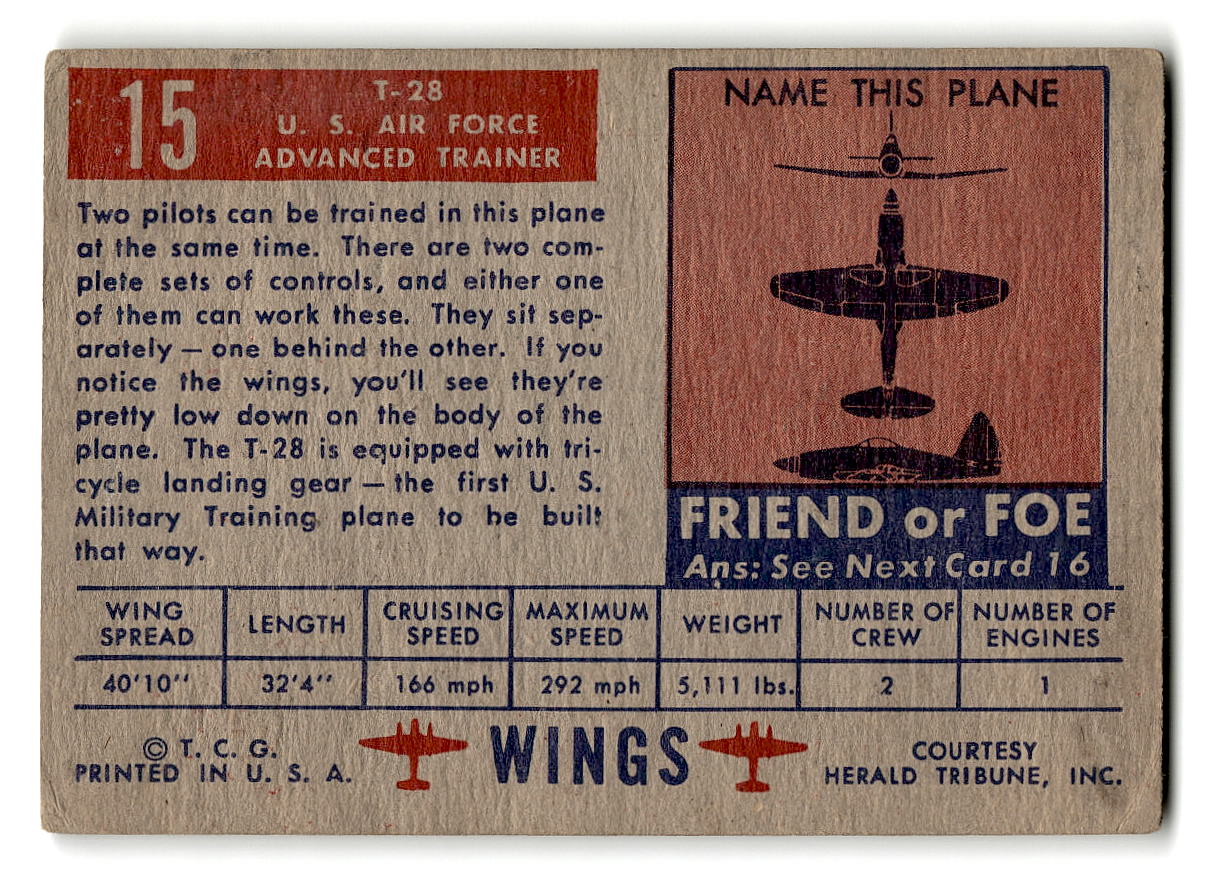 15
T-28
U. S. AIR FORCE
ADVANCED TRAINER
Two pilots can be trained in this plane
at the same time. There are two com-
plete sets of controls, and either one
of them can work these. They sit sep-
arately — one behind the other. If you
notice the wings, you'll see they're
pretty low down on the body of the
plane. The T-28 is equipped with tri-
cycle landing gear — the first U. S.
Military Training plane to be built
that way.
NAME THIS PLANE
FRIEND or FOE
Ans: See Next Card 16
WING SPREAD LENGTH CRUISING SPEED MAXIMUM SPEED WEIGHT NUMBER OF CREW NUMBER OF ENGINES
40'10" 32'4" 166 mph 292 mph 5,111 lbs. 2 1
© T. C. G.
PRINTED IN U. S. A.
WINGS
COURTESY
HERALD TRIBUNE, INC.